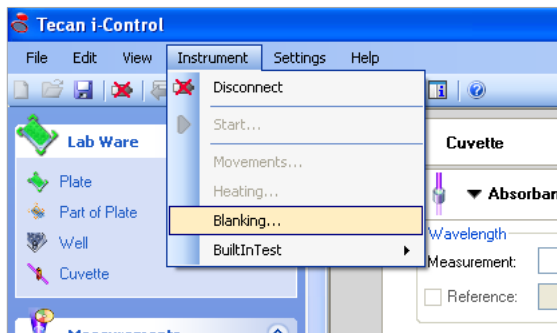 Tecan i-Control
File Edit View Instrument Settings Help
Disconnect
Start...
Movements...
Heating...
Blanking...
BuiltInTest
Lab Ware
Plate
Part of Plate
Well
Cuvette
Measurements
Cuvette
Absorban
Wavelength
Measurement:
Reference: